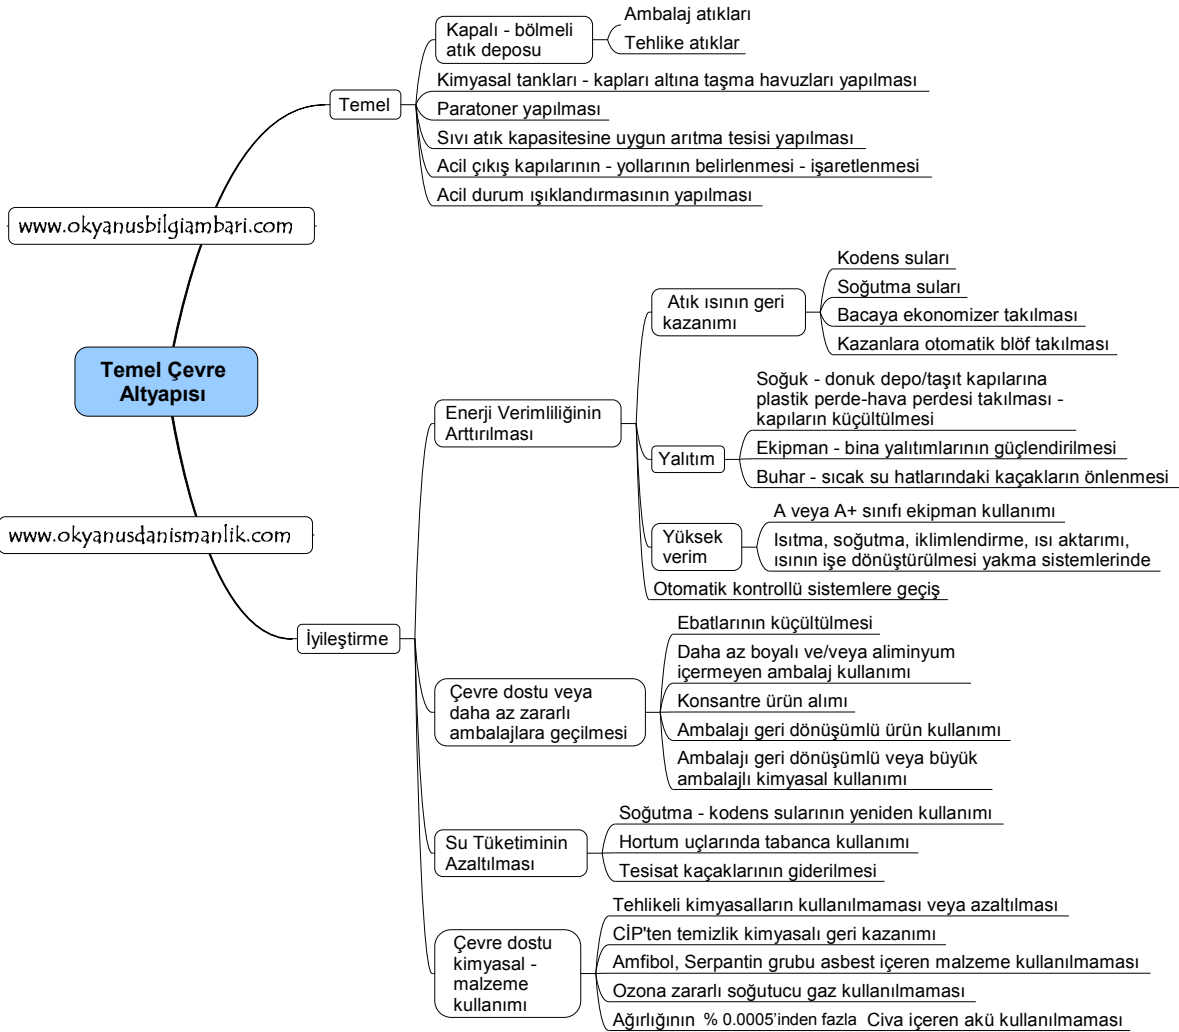 Temel Çevre
Altyapısı
www.okyanusbilgiambari.com
www.okyanusdanismanlik.com
Temel
Kapalı - bölmeli
atık deposu
Ambalaj atıkları
Tehlike atıklar
Kimyasal tankları - kapları altına taşma havuzları yapılması
Paratoner yapılması
Sıvı atık kapasitesine uygun arıtma tesisi yapılması
Acil çıkış kapılarının - yollarının belirlenmesi - işaretlenmesi
Acil durum ışıklandırmasının yapılması
İyileştirme
Enerji Verimliliğinin
Arttırılması
Atık ısının geri
kazanımı
Kodens suları
Soğutma suları
Bacaya ekonomizer takılması
Kazanlara otomatik blöf takılması
Yalıtım
Soğuk - donuk depo/taşıt kapılarına
plastik perde-hava perdesi takılması -
kapıların küçültülmesi
Ekipman - bina yalıtımlarının güçlendirilmesi
Buhar - sıcak su hatlarındaki kaçakların önlenmesi
Yüksek
verim
A veya A+ sınıfı ekipman kullanımı
Isıtma, soğutma, iklimlendirme, ısı aktarımı,
ısının işe dönüştürülmesi yakma sistemlerinde
Otomatik kontrollü sistemlere geçiş
Çevre dostu veya
daha az zararlı
ambalajlara geçilmesi
Ebatlarının küçültülmesi
Daha az boyalı ve/veya aliminyum
içermeyen ambalaj kullanımı
Konsantre ürün alımı
Ambalajı geri dönüşümlü ürün kullanımı
Ambalajı geri dönüşümlü veya büyük
ambalajlı kimyasal kullanımı
Su Tüketiminin
Azaltılması
Soğutma - kodens sularının yeniden kullanımı
Hortum uçlarında tabanca kullanımı
Tesisat kaçaklarının giderilmesi
Çevre dostu
kimyasal -
malzeme
kullanımı
Tehlikeli kimyasalların kullanılmaması veya azaltılması
CİP'ten temizlik kimyasalı geri kazanımı
Amfibol, Serpantin grubu asbest içeren malzeme kullanılmaması
Ozona zararlı soğutucu gaz kullanılmaması
Ağırlığının % 0.0005'inden fazla Civa içeren akü kullanılmaması